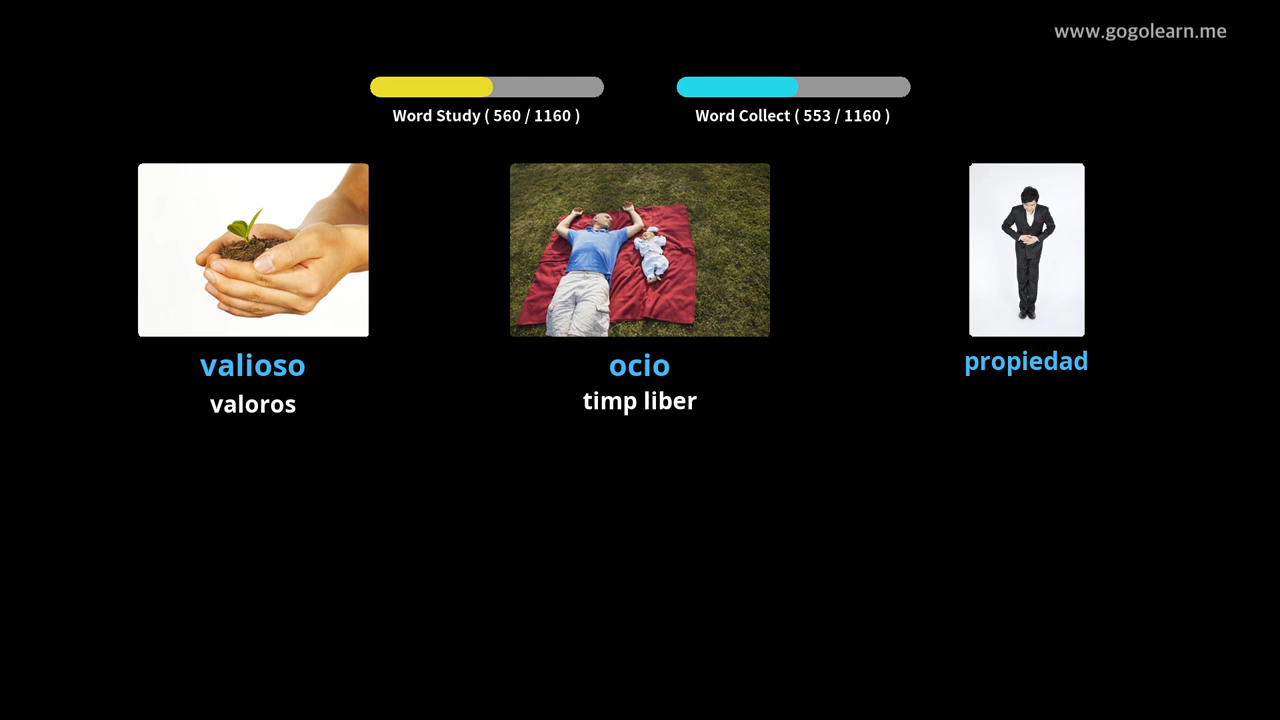 www.gogolearn.me
Word Study ( 560 / 1160 )
Word Collect ( 553 / 1160 )
valioso
valoros
ocio
timp liber
propiedad